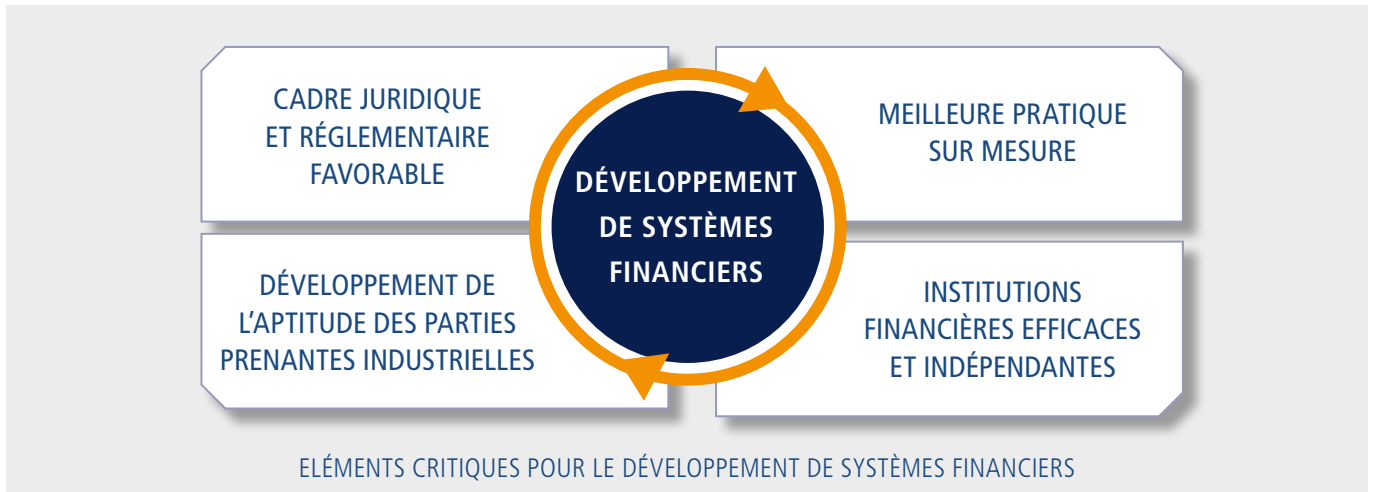 CADRE JURIDIQUE
ET RÉGLEMENTAIRE
FAVORABLE
MEILLEURE PRATIQUE
SUR MESURE
DÉVELOPPEMENT
DE SYSTÈMES
FINANCIERS
DÉVELOPPEMENT DE
L'APTITUDE DES PARTIES
PRENANTES INDUSTRIELLES
INSTITUTIONS
FINANCIÈRES EFFICACES
ET INDÉPENDANTES
ELÉMENTS CRITIQUES POUR LE DÉVELOPPEMENT DE SYSTÈMES FINANCIERS